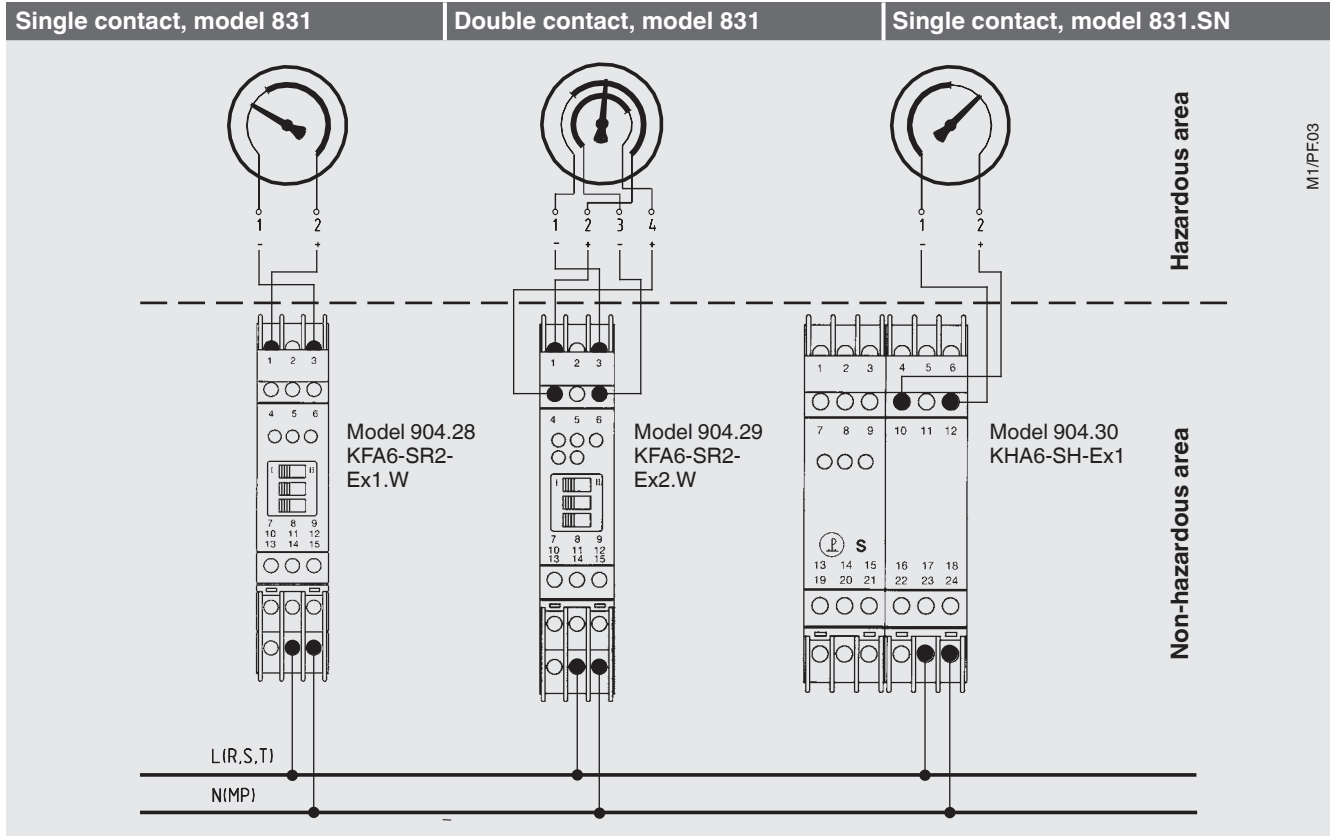 Single contact, model 831
Double contact, model 831
Single contact, model 831.SN
Hazardous area
M1/PF.03
1 2
- +
1 2 3 4
- + - +
1 2
- +
1 2 3
4 5 6
Model 904.28
KFA6-SR2-
Ex1.W
I II
7 8 9
10 11 12
13 14 15
1 2 3
4 5 6
Model 904.29
KFA6-SR2-
Ex2.W
I II
7 8 9
10 11 12
13 14 15
1 2 3 4 5 6
7 8 9 10 11 12
Model 904.30
KHA6-SH-Ex1
S
13 14 15 16 17 18
19 20 21 22 23 24
Non-hazardous area
L(R,S,T)
N(MP)